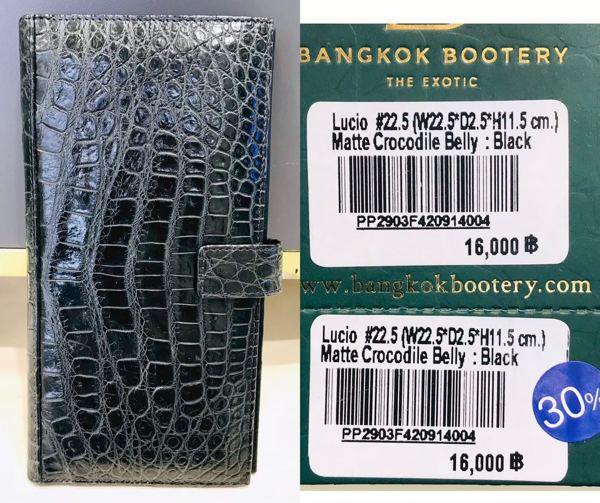 BANGKOK BOOTERY
THE EXOTIC
Lucio #22.5 (W22.5*D2.5*H11.5 cm.)
Matte Crocodile Belly : Black
PP2903F420914004
16,000 ฿
www.bangkokbootery.com
Lucio #22.5 (W22.5*D2.5*H11.5 cm.)
Matte Crocodile Belly : Black
30%
PP2903F420914004
16,000 ฿